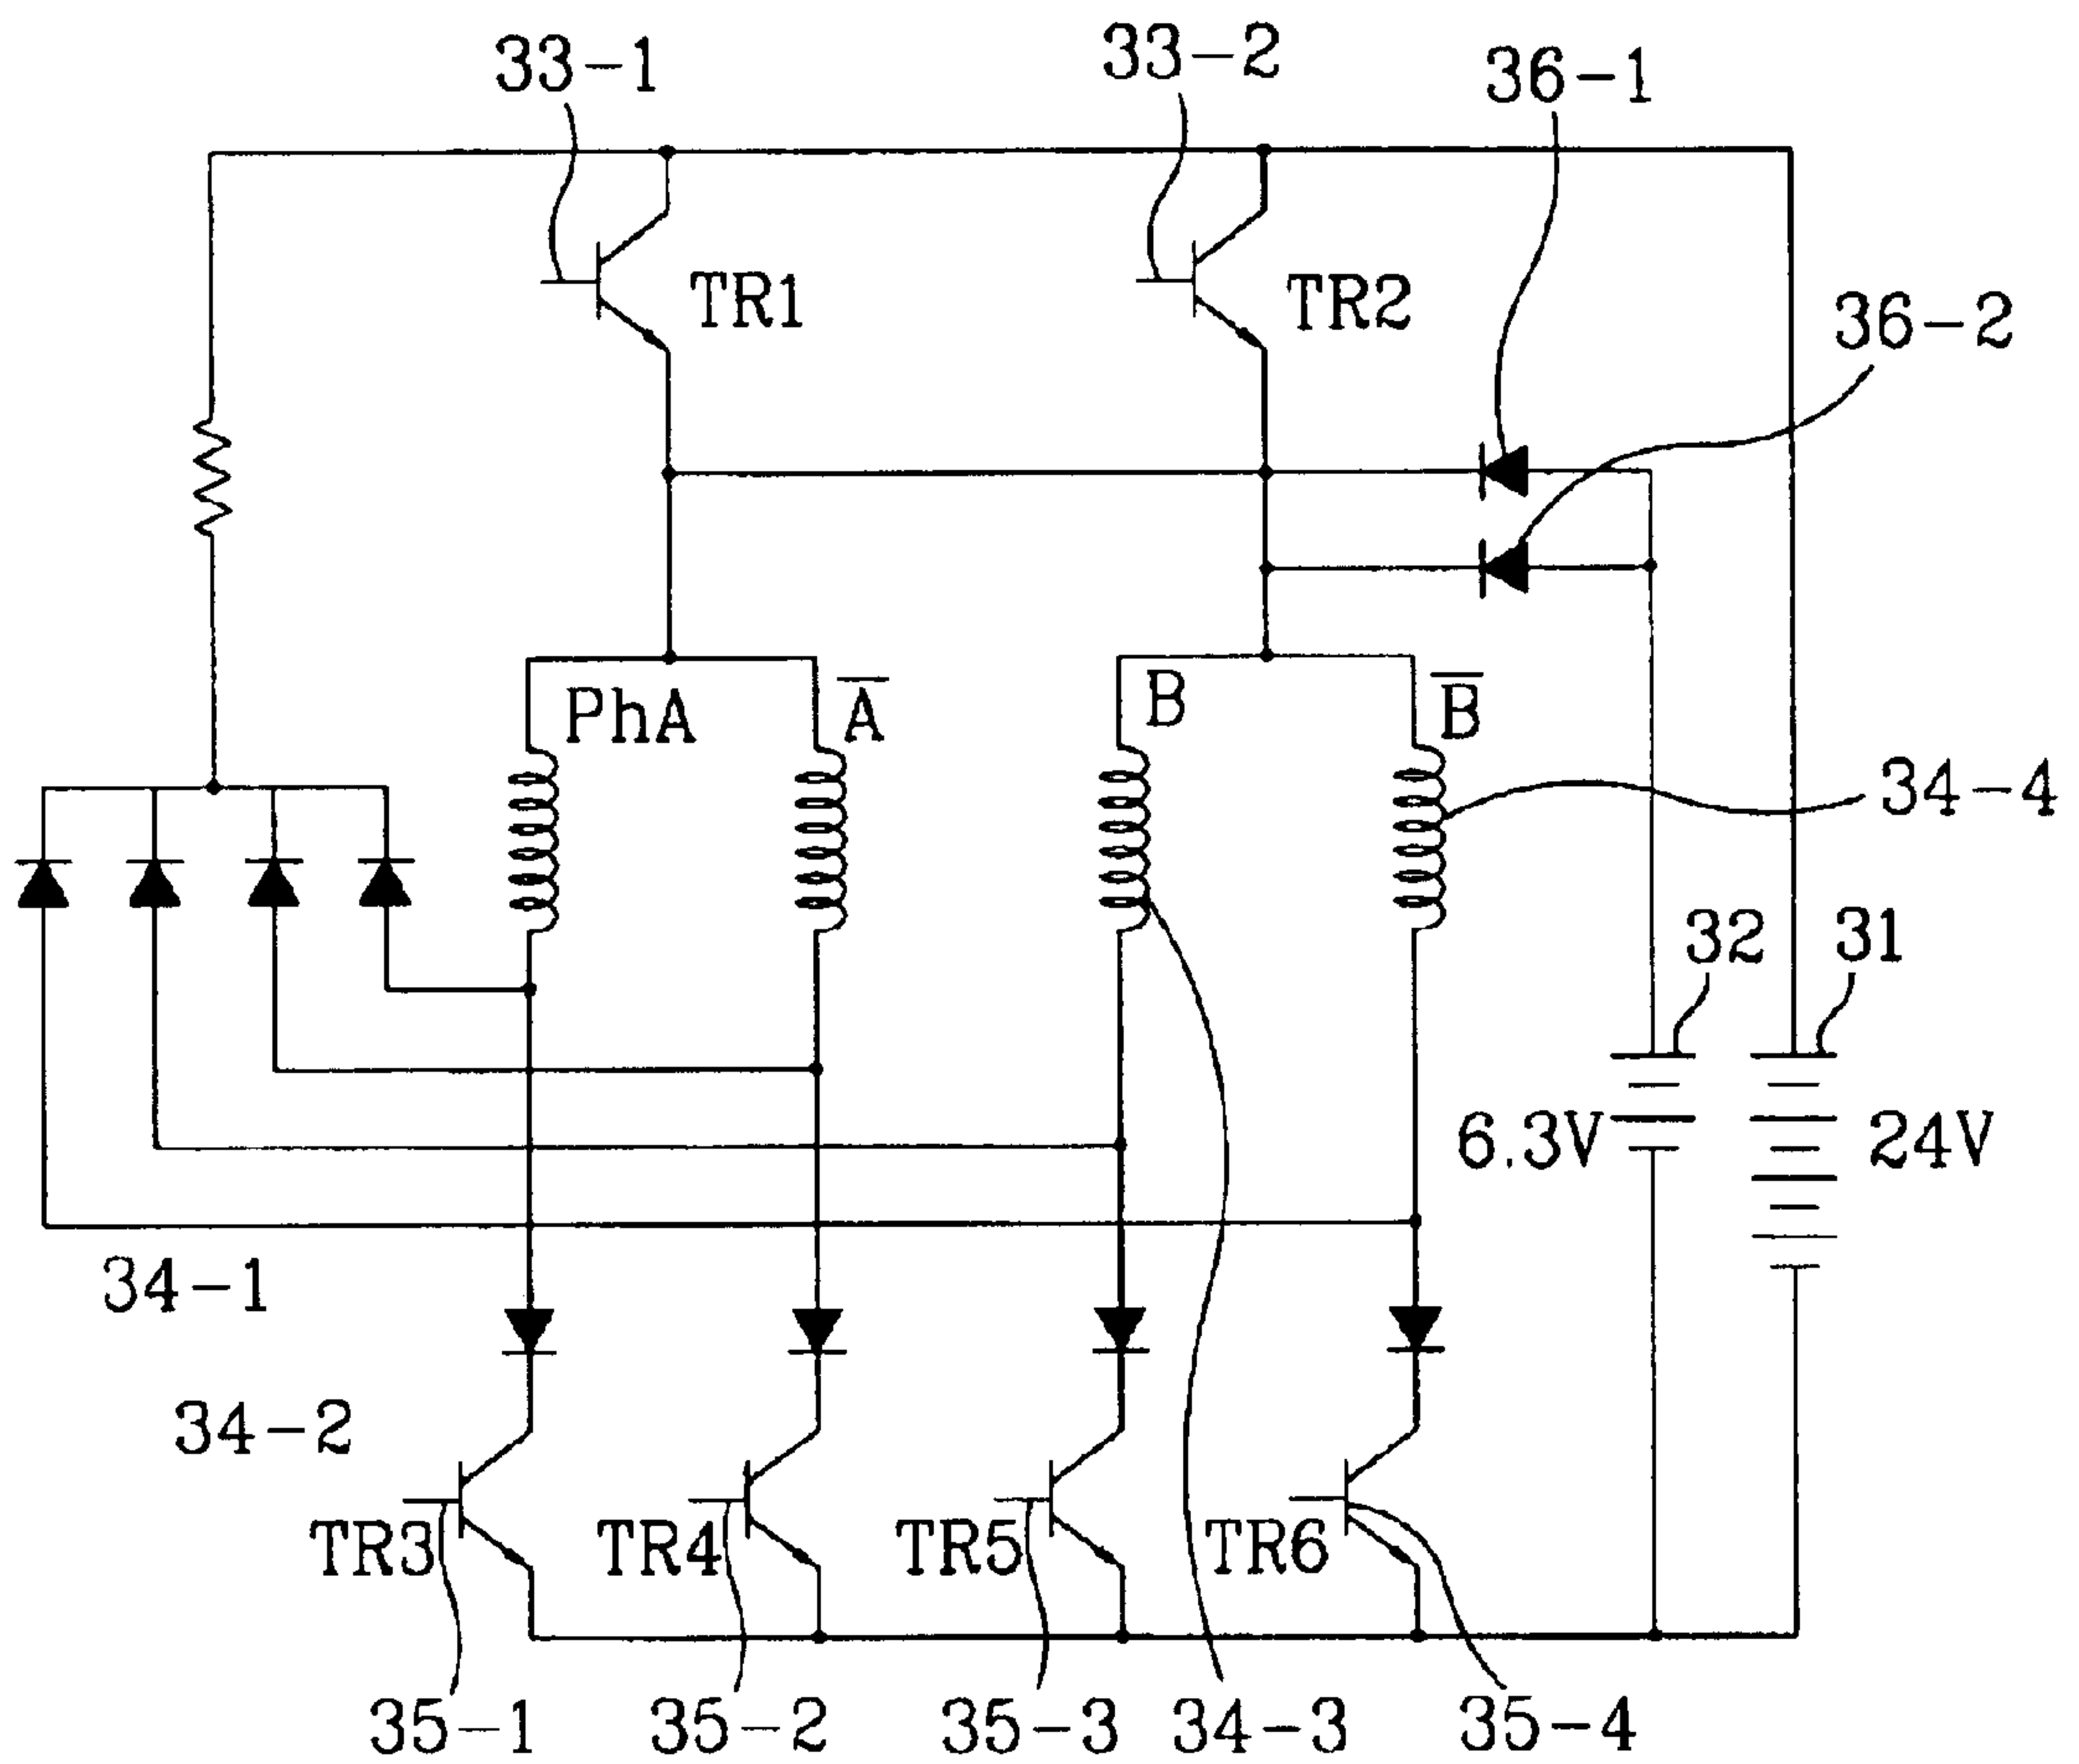 33-1
33-2
36-1
TR1
TR2
36-2
PhA
A̅
B
B̅
34-4
32
31
6.3V
24V
34-1
34-2
TR3
TR4
TR5
TR6
35-1
35-2
35-3
34-3
35-4